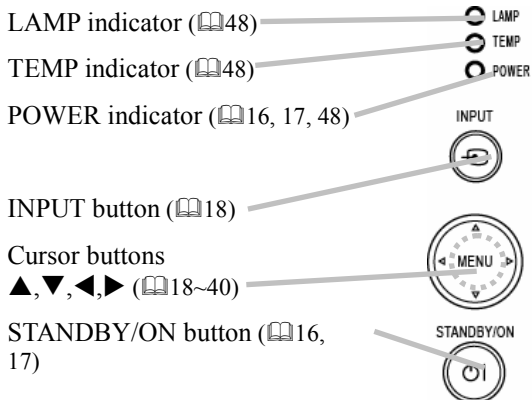 LAMP indicator (🕮48)
LAMP
TEMP indicator (🕮48)
TEMP
POWER indicator (🕮16, 17, 48)
POWER
INPUT
INPUT button (🕮18)
Cursor buttons
▲,▼,◀,▶ (🕮18~40)
MENU
STANDBY/ON button (🕮16,
17)
STANDBY/ON